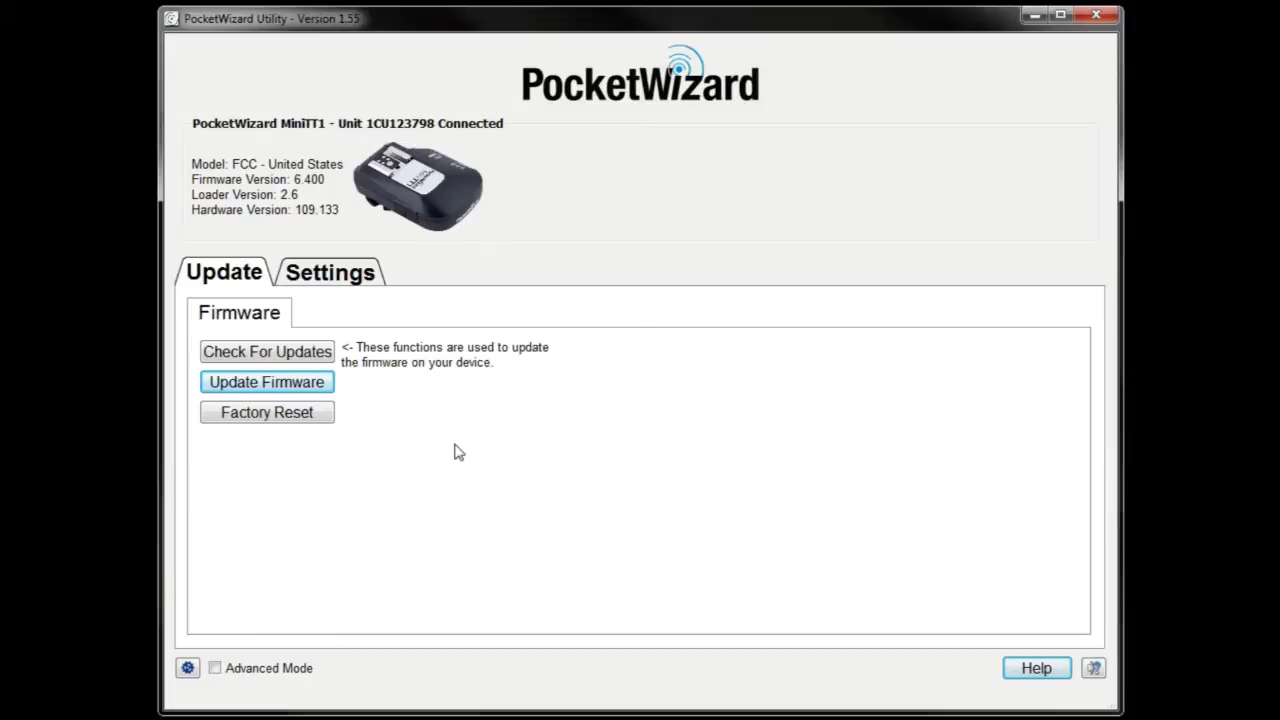 PocketWizard Utility - Version 1.55
PocketWizard
PocketWizard MiniTT1 - Unit 1CU123798 Connected
Model: FCC - United States
Firmware Version: 6.400
Loader Version: 2.6
Hardware Version: 109.133
Update
Settings
Firmware
Check For Updates
<- These functions are used to update
the firmware on your device.
Update Firmware
Factory Reset
Advanced Mode
Help